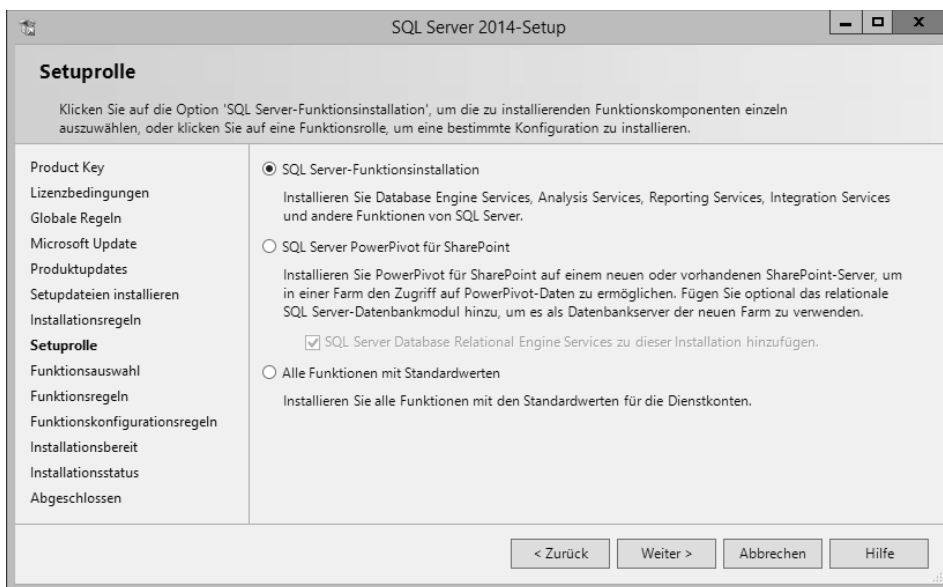 SQL Server 2014-Setup
Setuprolle
Klicken Sie auf die Option 'SQL Server-Funktionsinstallation', um die zu installierenden Funktionskomponenten einzeln
auszuwählen, oder klicken Sie auf eine Funktionsrolle, um eine bestimmte Konfiguration zu installieren.
Product Key
Lizenzbedingungen
Globale Regeln
Microsoft Update
Produktupdates
Setupdateien installieren
Installationsregeln
Setuprolle
Funktionsauswahl
Funktionsregeln
Funktionskonfigurationsregeln
Installationsbereit
Installationsstatus
Abgeschlossen
SQL Server-Funktionsinstallation
Installieren Sie Database Engine Services, Analysis Services, Reporting Services, Integration Services
und andere Funktionen von SQL Server.
SQL Server PowerPivot für SharePoint
Installieren Sie PowerPivot für SharePoint auf einem neuen oder vorhandenen SharePoint-Server, um
in einer Farm den Zugriff auf PowerPivot-Daten zu ermöglichen. Fügen Sie optional das relationale
SQL Server-Datenbankmodul hinzu, um es als Datenbankserver der neuen Farm zu verwenden.
SQL Server Database Relational Engine Services zu dieser Installation hinzufügen.
Alle Funktionen mit Standardwerten
Installieren Sie alle Funktionen mit den Standardwerten für die Dienstkonten.
< Zurück
Weiter >
Abbrechen
Hilfe